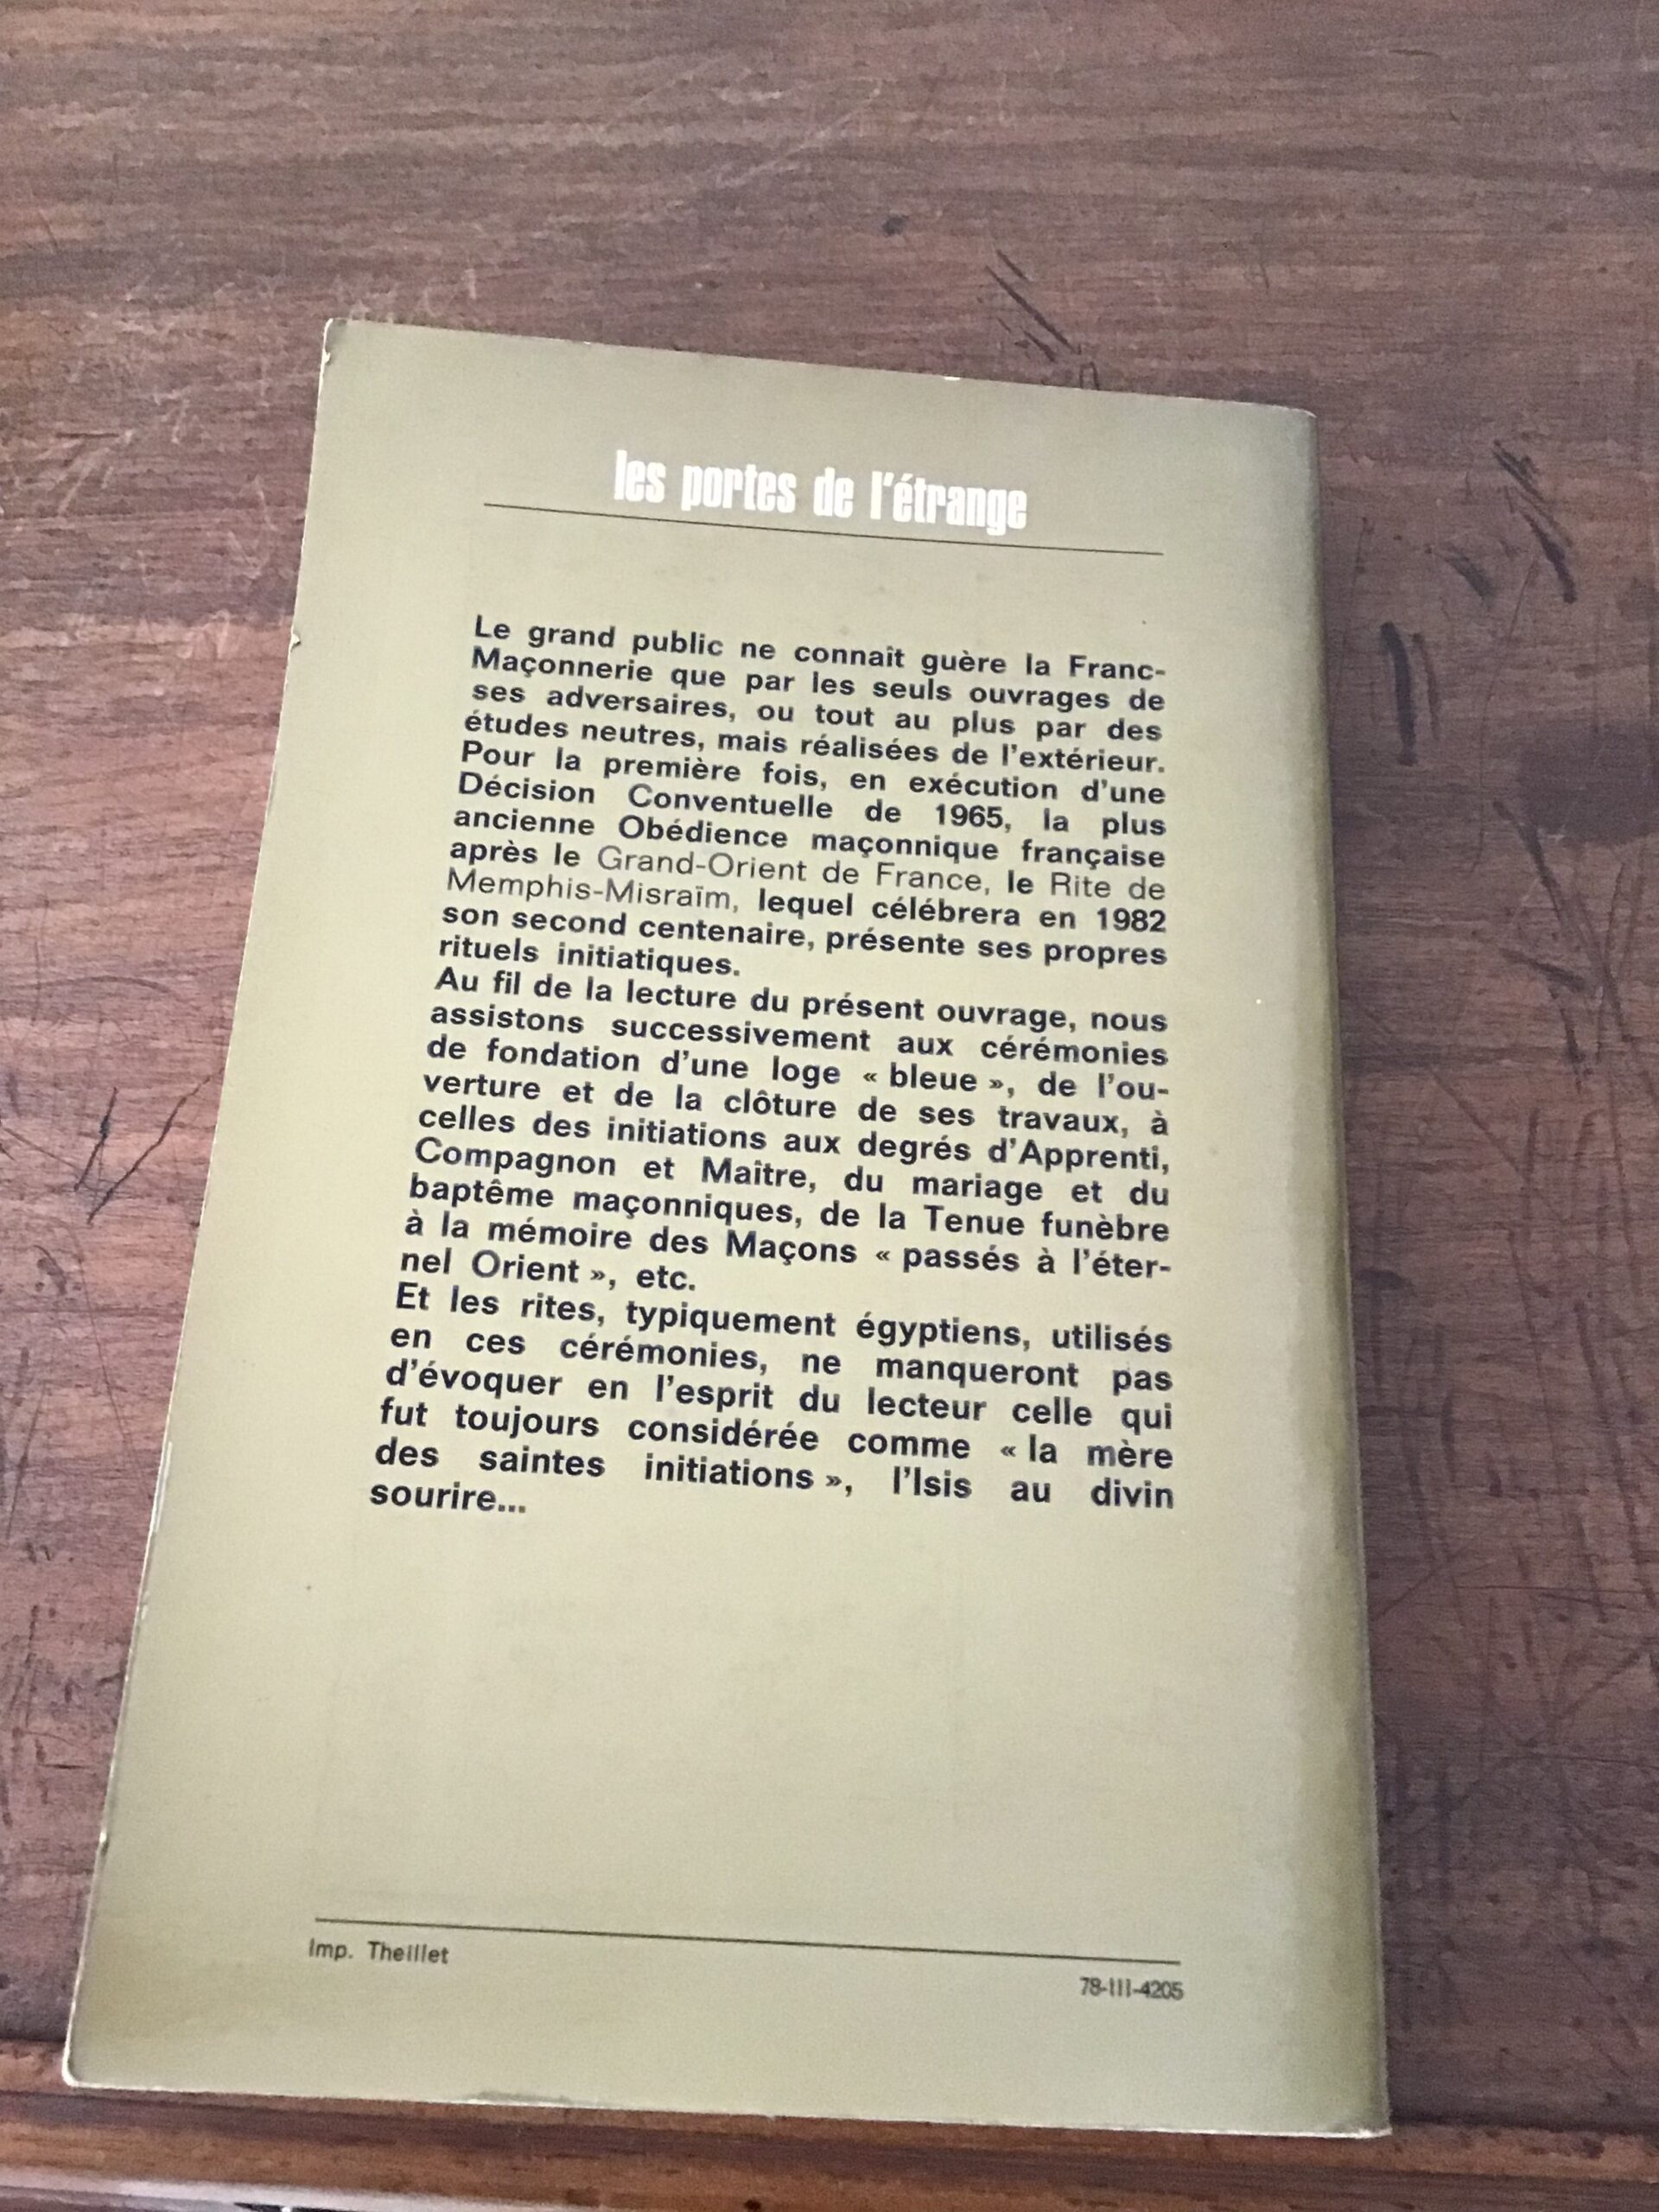 les portes de l'étrange
Le grand public ne connaît guère la Franc-
Maçonnerie que par les seuls ouvrages de
ses adversaires, ou tout au plus par des
études neutres, mais réalisées de l'extérieur.
Pour la première fois, en exécution d'une
Décision Conventuelle de 1965, la plus
ancienne Obédience maçonnique française
après le Grand-Orient de France, le Rite de
Memphis-Misraïm, lequel célébrera en 1982
son second centenaire, présente ses propres
rituels initiatiques.
Au fil de la lecture du présent ouvrage, nous
assistons successivement aux cérémonies
de fondation d'une loge « bleue », de l'ou-
verture et de la clôture de ses travaux, à
celles des initiations aux degrés d'Apprenti,
Compagnon et Maître, du mariage et du
baptême maçonniques, de la Tenue funèbre
à la mémoire des Maçons « passés à l'éter-
nel Orient », etc.
Et les rites, typiquement égyptiens, utilisés
en ces cérémonies, ne manqueront pas
d'évoquer en l'esprit du lecteur celle qui
fut toujours considérée comme « la mère
des saintes initiations », l'Isis au divin
sourire...
Imp. Theillet
78-III-4205